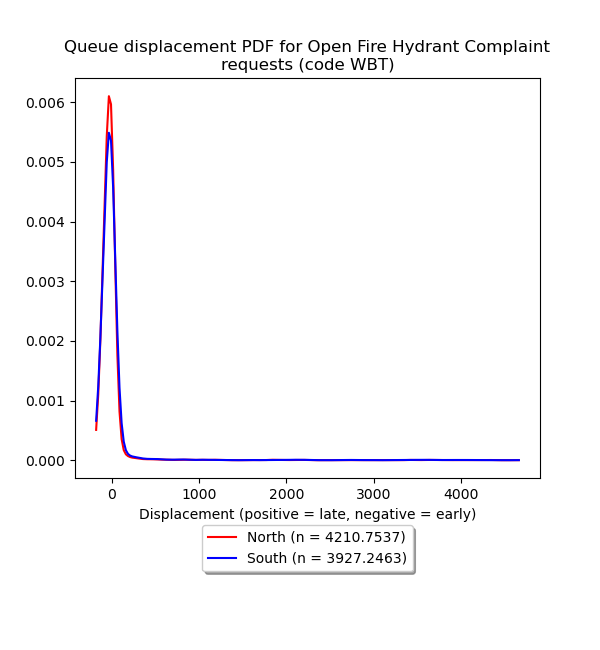 Queue displacement PDF for Open Fire Hydrant Complaint
requests (code WBT)
0.006
0.005
0.004
0.003
0.002
0.001
0.000
0 1000 2000 3000 4000
Displacement (positive = late, negative = early)
North (n = 4210.7537)
South (n = 3927.2463)